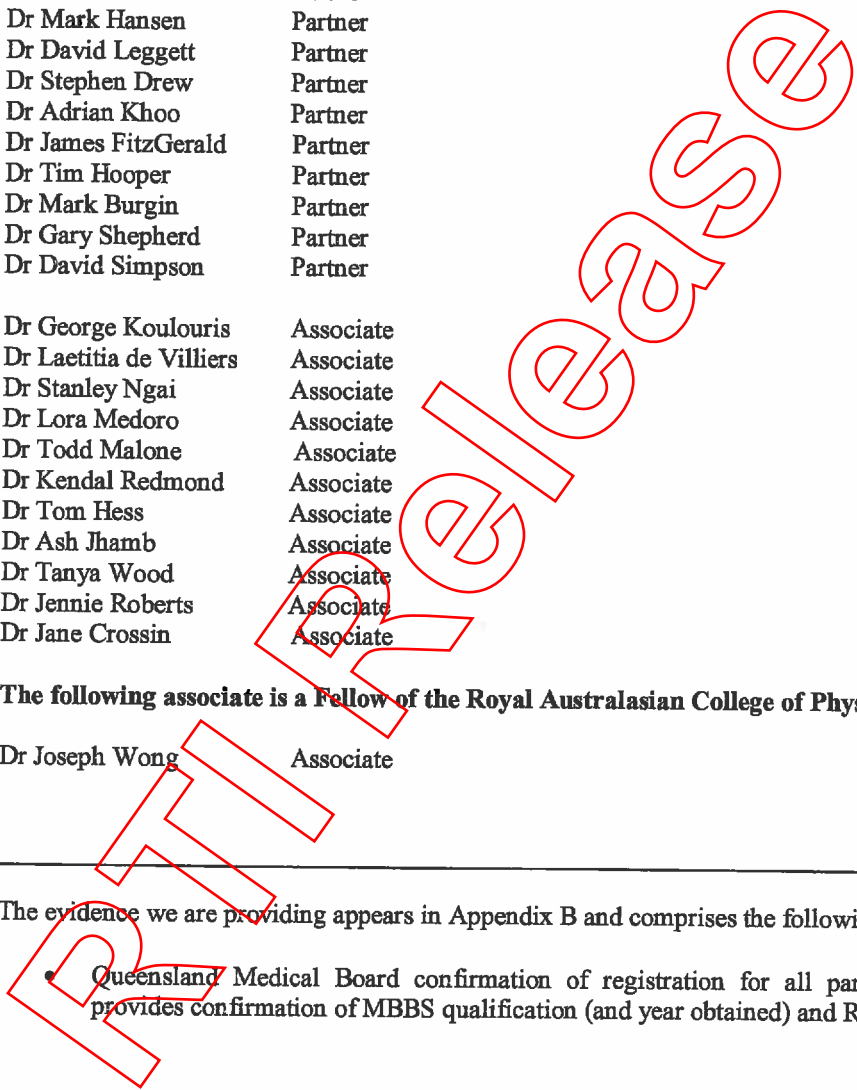 Dr Mark Hansen Partner
Dr David Leggett Partner
Dr Stephen Drew Partner
Dr Adrian Khoo Partner
Dr James FitzGerald Partner
Dr Tim Hooper Partner
Dr Mark Burgin Partner
Dr Gary Shepherd Partner
Dr David Simpson Partner
Dr George Koulouris Associate
Dr Laetitia de Villiers Associate
Dr Stanley Ngai Associate
Dr Lora Medoro Associate
Dr Todd Malone Associate
Dr Kendal Redmond Associate
Dr Tom Hess Associate
Dr Ash Jhamb Associate
Dr Tanya Wood Associate
Dr Jennie Roberts Associate
Dr Jane Crossin Associate
The following associate is a Fellow of the Royal Australasian College of Phys
Dr Joseph Wong Associate
The evidence we are providing appears in Appendix B and comprises the followi
• Queensland Medical Board confirmation of registration for all par
provides confirmation of MBBS qualification (and year obtained) and R
RTI Release